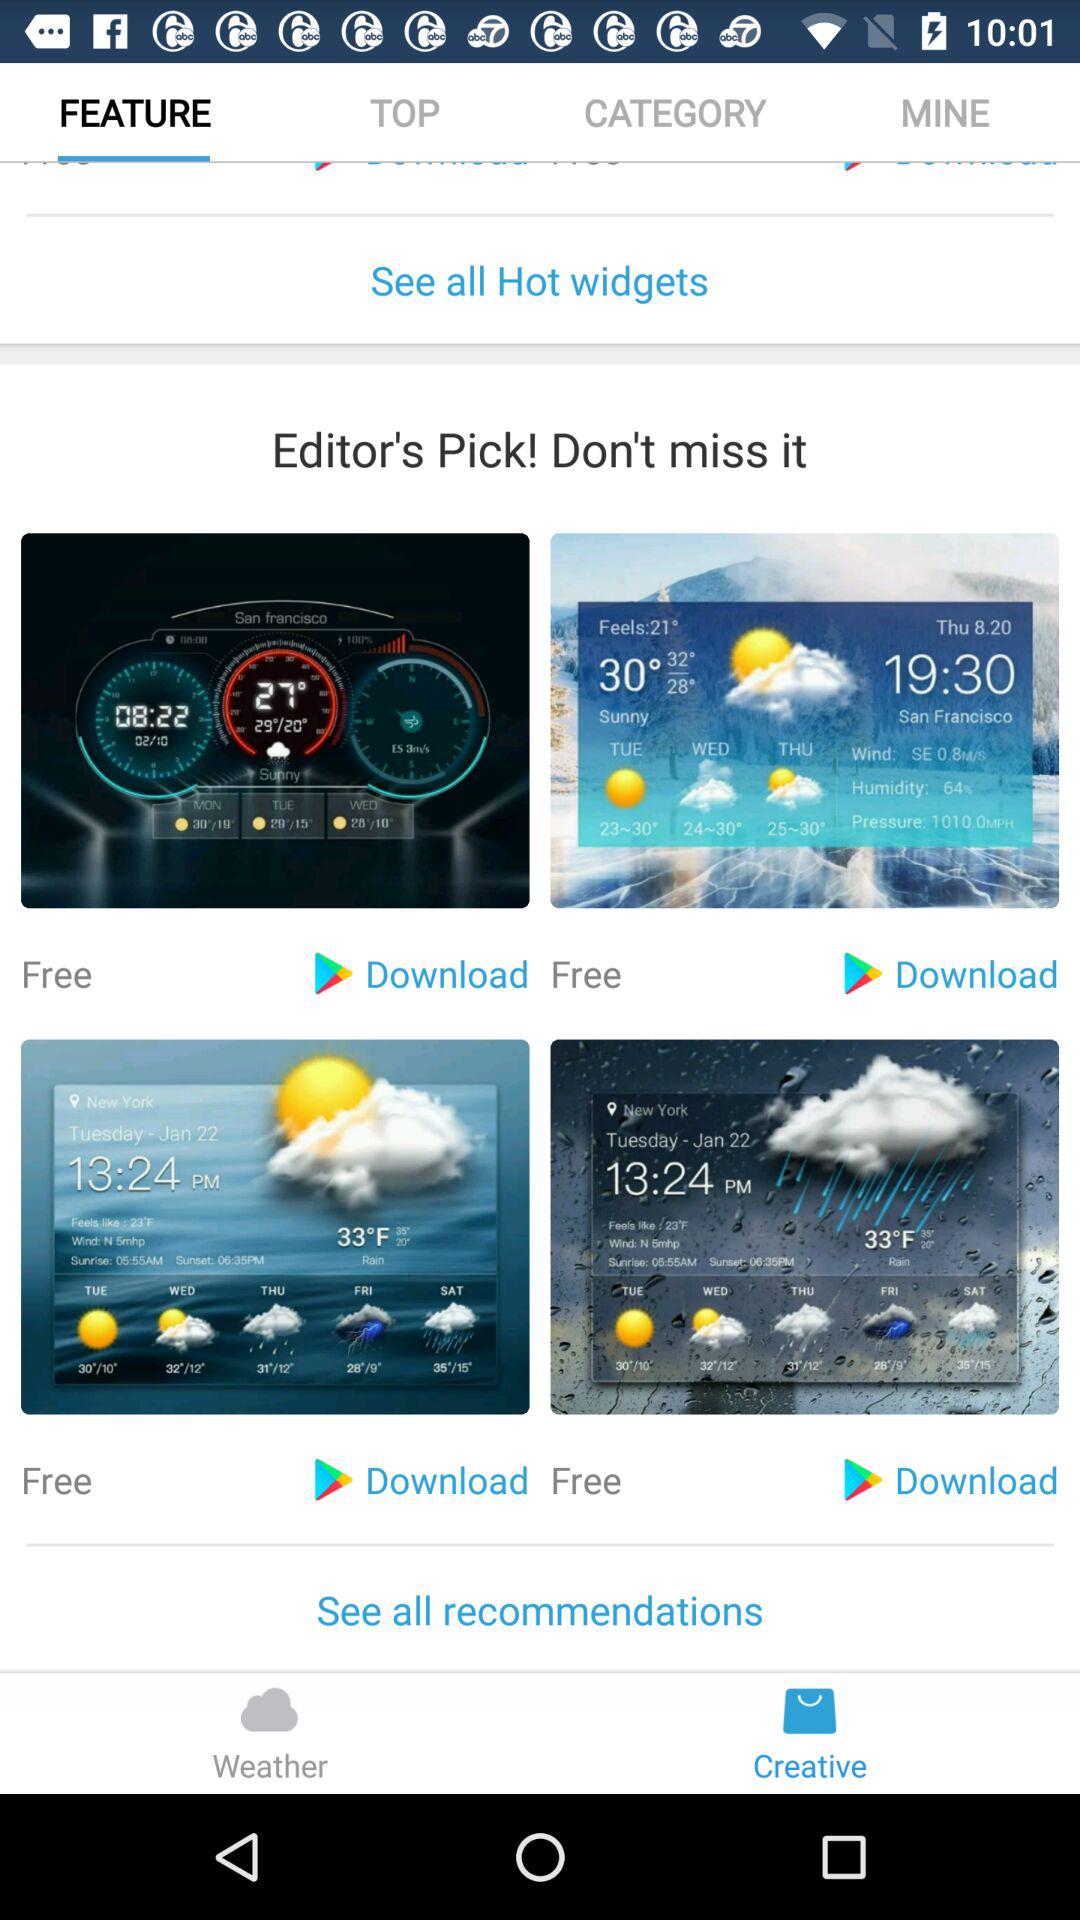 10:01
FEATURE TOP CATEGORY MINE
Free Download Free Download
See all Hot widgets
Editor's Pick! Don't miss it
San francisco
08:00 100%
08:22
02/10
27°
29°/20°
Sunny
N
W E
S
ES 3m/s
MON TUE WED
30°/19° 29°/15° 28°/10°
Feels:21° Thu 8.20
30° 32° 28° 19:30
Sunny San Francisco
TUE WED THU
Wind: SE 0.8M/S
Humidity: 64%
Pressure: 1010.0MPH
23~30° 24~30° 25~30°
Free Download Free Download
New York
Tuesday - Jan 22
13:24 PM
Feels like : 23°F
Wind: N 5mhp
Sunrise: 05:55AM Sunset: 06:35PM
33°F 35° 20°
Rain
TUE WED THU FRI SAT
30°/10° 32°/12° 31°/12° 28°/9° 35°/15°
New York
Tuesday - Jan 22
13:24 PM
Feels like : 23°F
Wind: N 5mhp
Sunrise: 05:55AM Sunset: 06:35PM
33°F 35° 20°
Rain
TUE WED THU FRI SAT
30°/10° 32°/12° 31°/12° 28°/9° 35°/15
Free Download Free Download
See all recommendations
Weather Creative